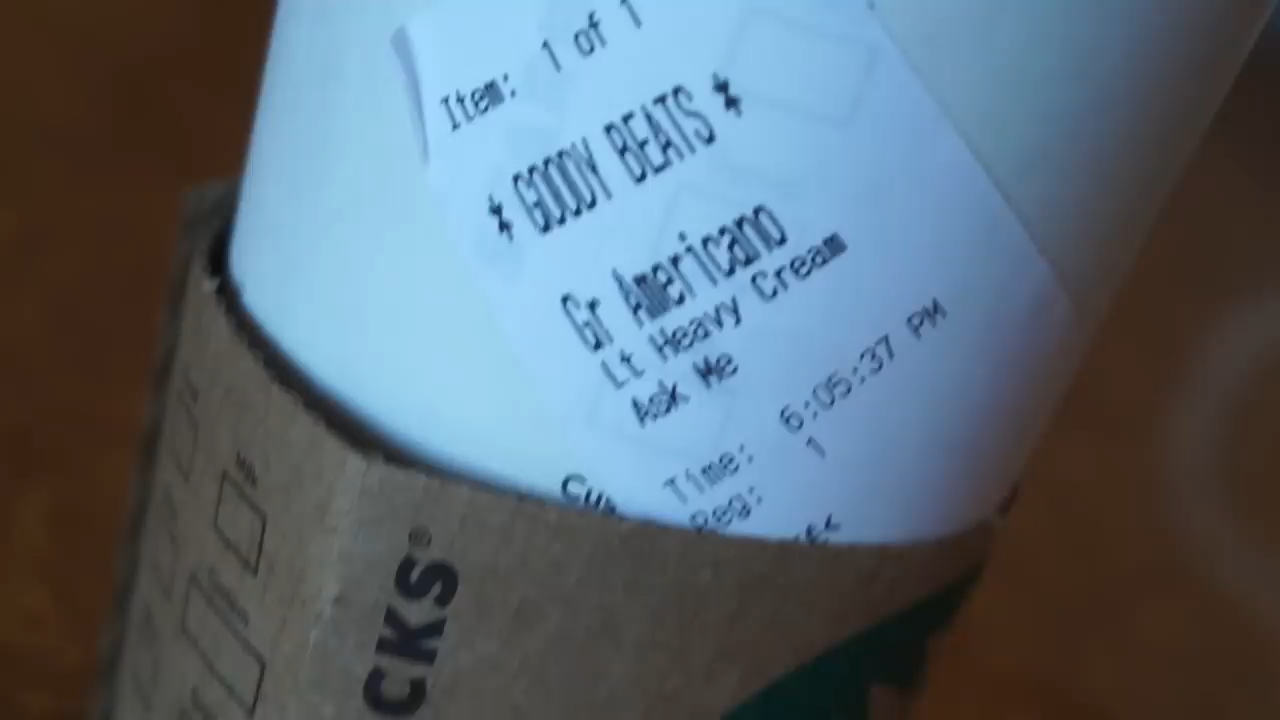 Item: 1 of 1
* GOODY BEATS *
Gr Americano
Lt Heavy Cream
Ask Me
Time: 6:05:37 PM
Reg: 1
CKS®